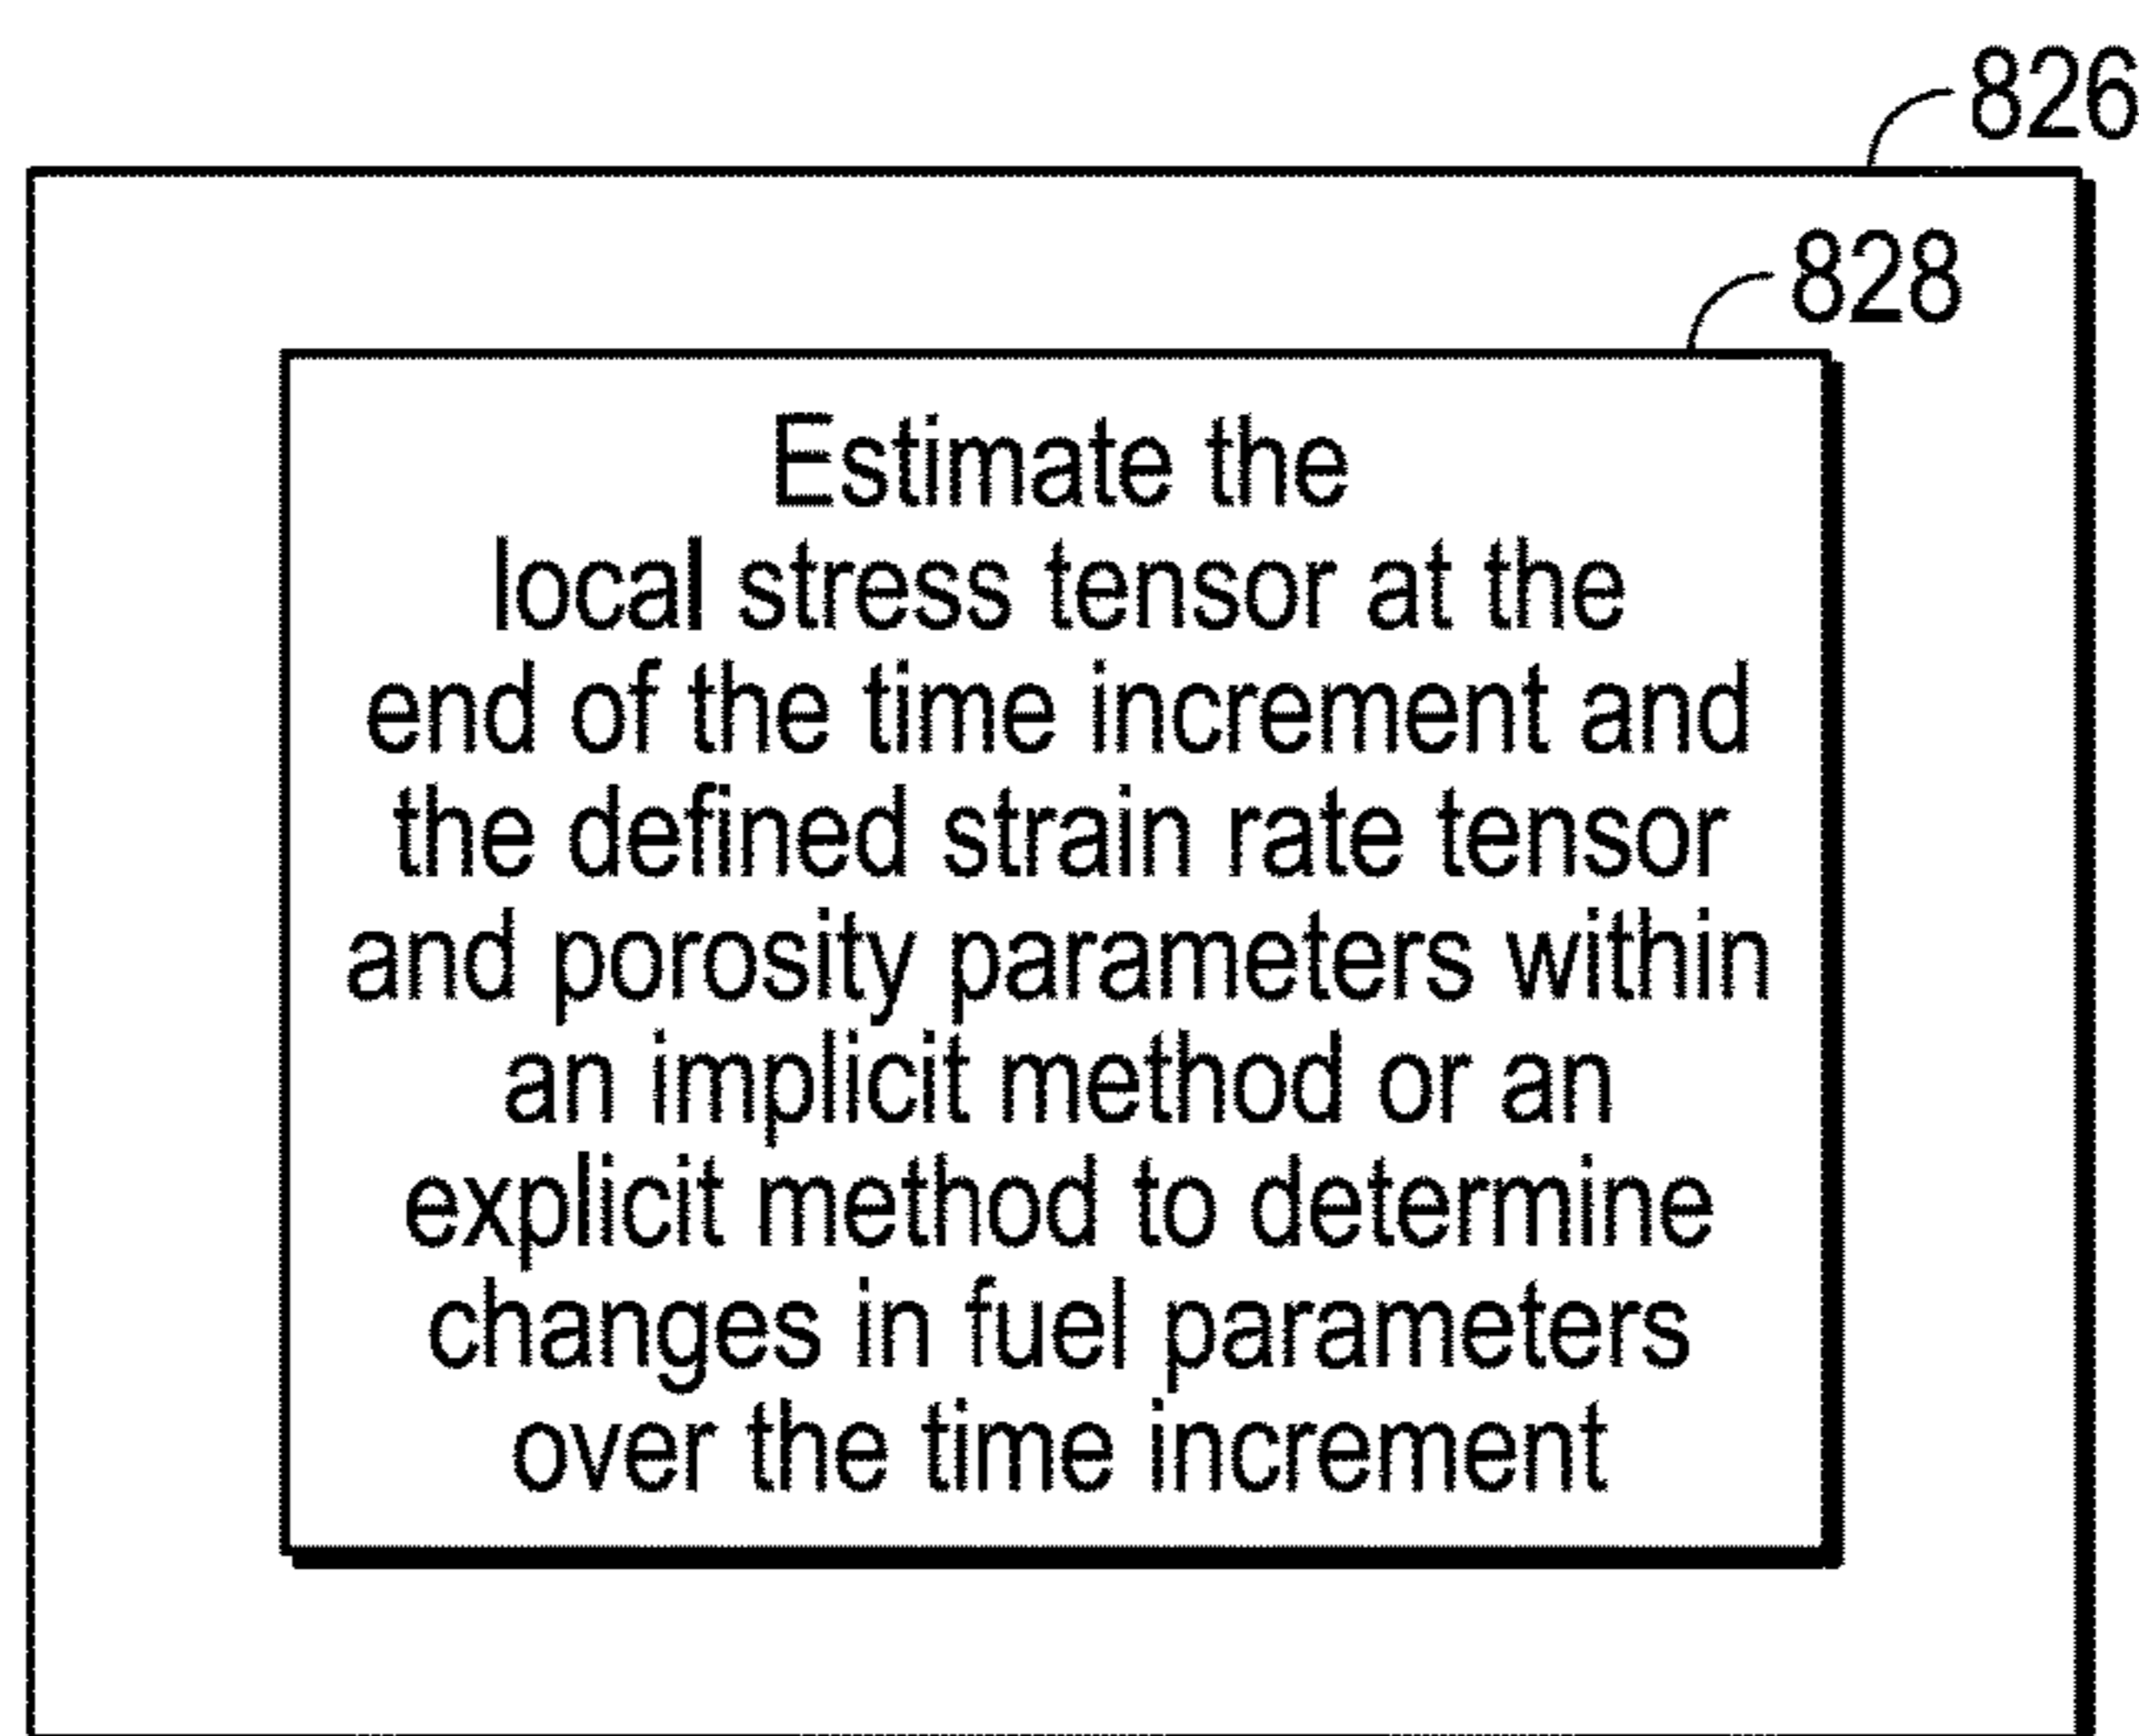 826
828
Estimate the
local stress tensor at the
end of the time increment and
the defined strain rate tensor
and porosity parameters within
an implicit method or an
explicit method to determine
changes in fuel parameters
over the time increment